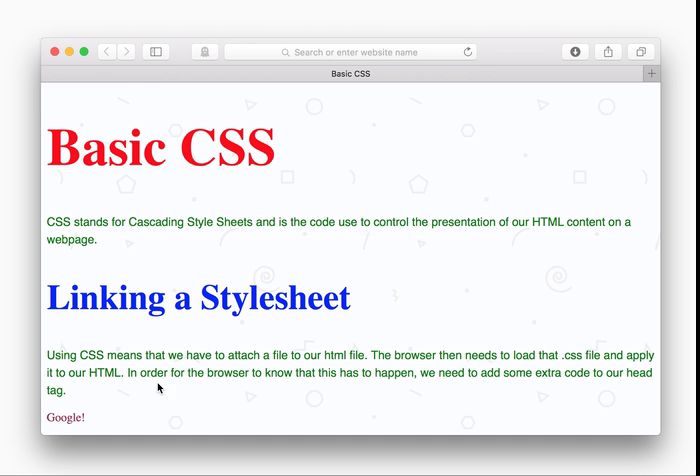 Search or enter website name
Basic CSS
Basic CSS
CSS stands for Cascading Style Sheets and is the code use to control the presentation of our HTML content on a
webpage.
Linking a Stylesheet
Using CSS means that we have to attach a file to our html file. The browser then needs to load that .css file and apply
it to our HTML. In order for the browser to know that this has to happen, we need to add some extra code to our head
tag.
Google!